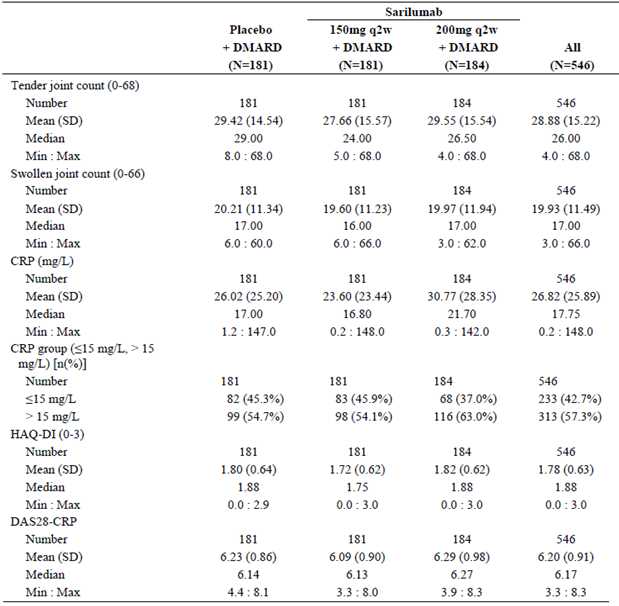 Sarilumab
Placebo 150mg q2w 200mg q2w
+ DMARD + DMARD + DMARD All
(N=181) (N=181) (N=184) (N=546)
Tender joint count (0-68)
Number 181 181 184 546
Mean (SD) 29.42 (14.54) 27.66 (15.57) 29.55 (15.54) 28.88 (15.22)
Median 29.00 24.00 26.50 26.00
Min : Max 8.0 : 68.0 5.0 : 68.0 4.0 : 68.0 4.0 : 68.0
Swollen joint count (0-66)
Number 181 181 184 546
Mean (SD) 20.21 (11.34) 19.60 (11.23) 19.97 (11.94) 19.93 (11.49)
Median 17.00 16.00 17.00 17.00
Min : Max 6.0 : 60.0 6.0 : 66.0 3.0 : 62.0 3.0 : 66.0
CRP (mg/L)
Number 181 181 184 546
Mean (SD) 26.02 (25.20) 23.60 (23.44) 30.77 (28.35) 26.82 (25.89)
Median 17.00 16.80 21.70 17.75
Min : Max 1.2 : 147.0 0.2 : 148.0 0.3 : 142.0 0.2 : 148.0
CRP group (≤15 mg/L, > 15
mg/L) [n(%)]
Number 181 181 184 546
≤15 mg/L 82 (45.3%) 83 (45.9%) 68 (37.0%) 233 (42.7%)
> 15 mg/L 99 (54.7%) 98 (54.1%) 116 (63.0%) 313 (57.3%)
HAQ-DI (0-3)
Number 181 181 184 546
Mean (SD) 1.80 (0.64) 1.72 (0.62) 1.82 (0.62) 1.78 (0.63)
Median 1.88 1.75 1.88 1.88
Min : Max 0.0 : 2.9 0.0 : 3.0 0.0 : 3.0 0.0 : 3.0
DAS28-CRP
Number 181 181 184 546
Mean (SD) 6.23 (0.86) 6.09 (0.90) 6.29 (0.98) 6.20 (0.91)
Median 6.14 6.13 6.27 6.17
Min : Max 4.4 : 8.1 3.3 : 8.0 3.9 : 8.3 3.3 : 8.3